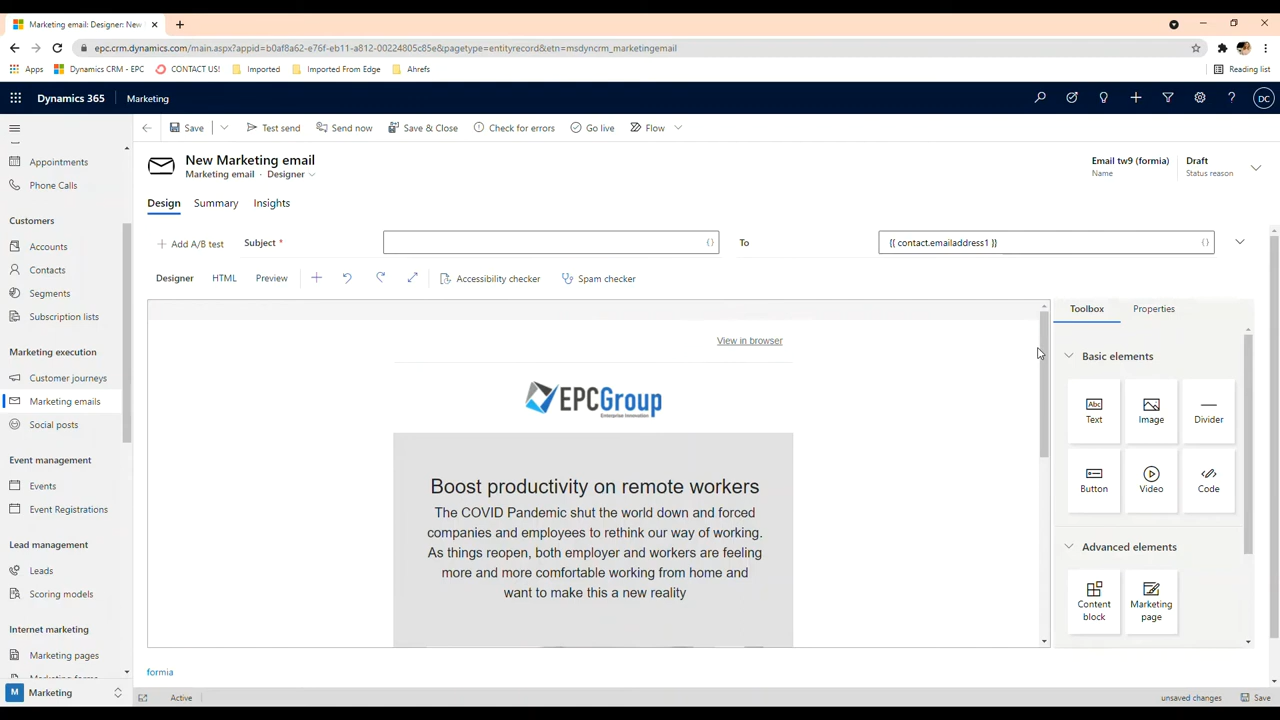 Marketing email: Designer: New
epc.crm.dynamics.com/main.aspx?appid=b0af8a62-e76f-eb11-a812-00224805c85e&pagetype=entityrecord&etn=msdyncrm_marketingemail
Apps Dynamics CRM - EPC CONTACT US! Imported Imported From Edge Ahrefs Reading list
Dynamics 365 Marketing DC
Save Test send Send now Save & Close Check for errors Go live Flow
New Marketing email
Marketing email · Designer
Email tw9 (formia)
Name
Draft
Status reason
Design Summary Insights
Add A/B test Subject * {} To {{ contact.emailaddress1 }} {}
Designer HTML Preview Accessibility checker Spam checker
Appointments
Phone Calls
Customers
Accounts
Contacts
Segments
Subscription lists
Marketing execution
Customer journeys
Marketing emails
Social posts
Event management
Events
Event Registrations
Lead management
Leads
Scoring models
Internet marketing
Marketing pages
Marketing forms
M Marketing
View in browser
EPCGroup
Enterprise Innovation
Boost productivity on remote workers
The COVID Pandemic shut the world down and forced
companies and employees to rethink our way of working.
As things reopen, both employer and workers are feeling
more and more comfortable working from home and
want to make this a new reality
Toolbox Properties
Basic elements
Abc
Text Image Divider
Button Video Code
Advanced elements
Content
block
Marketing
page
formia
Active
unsaved changes Save